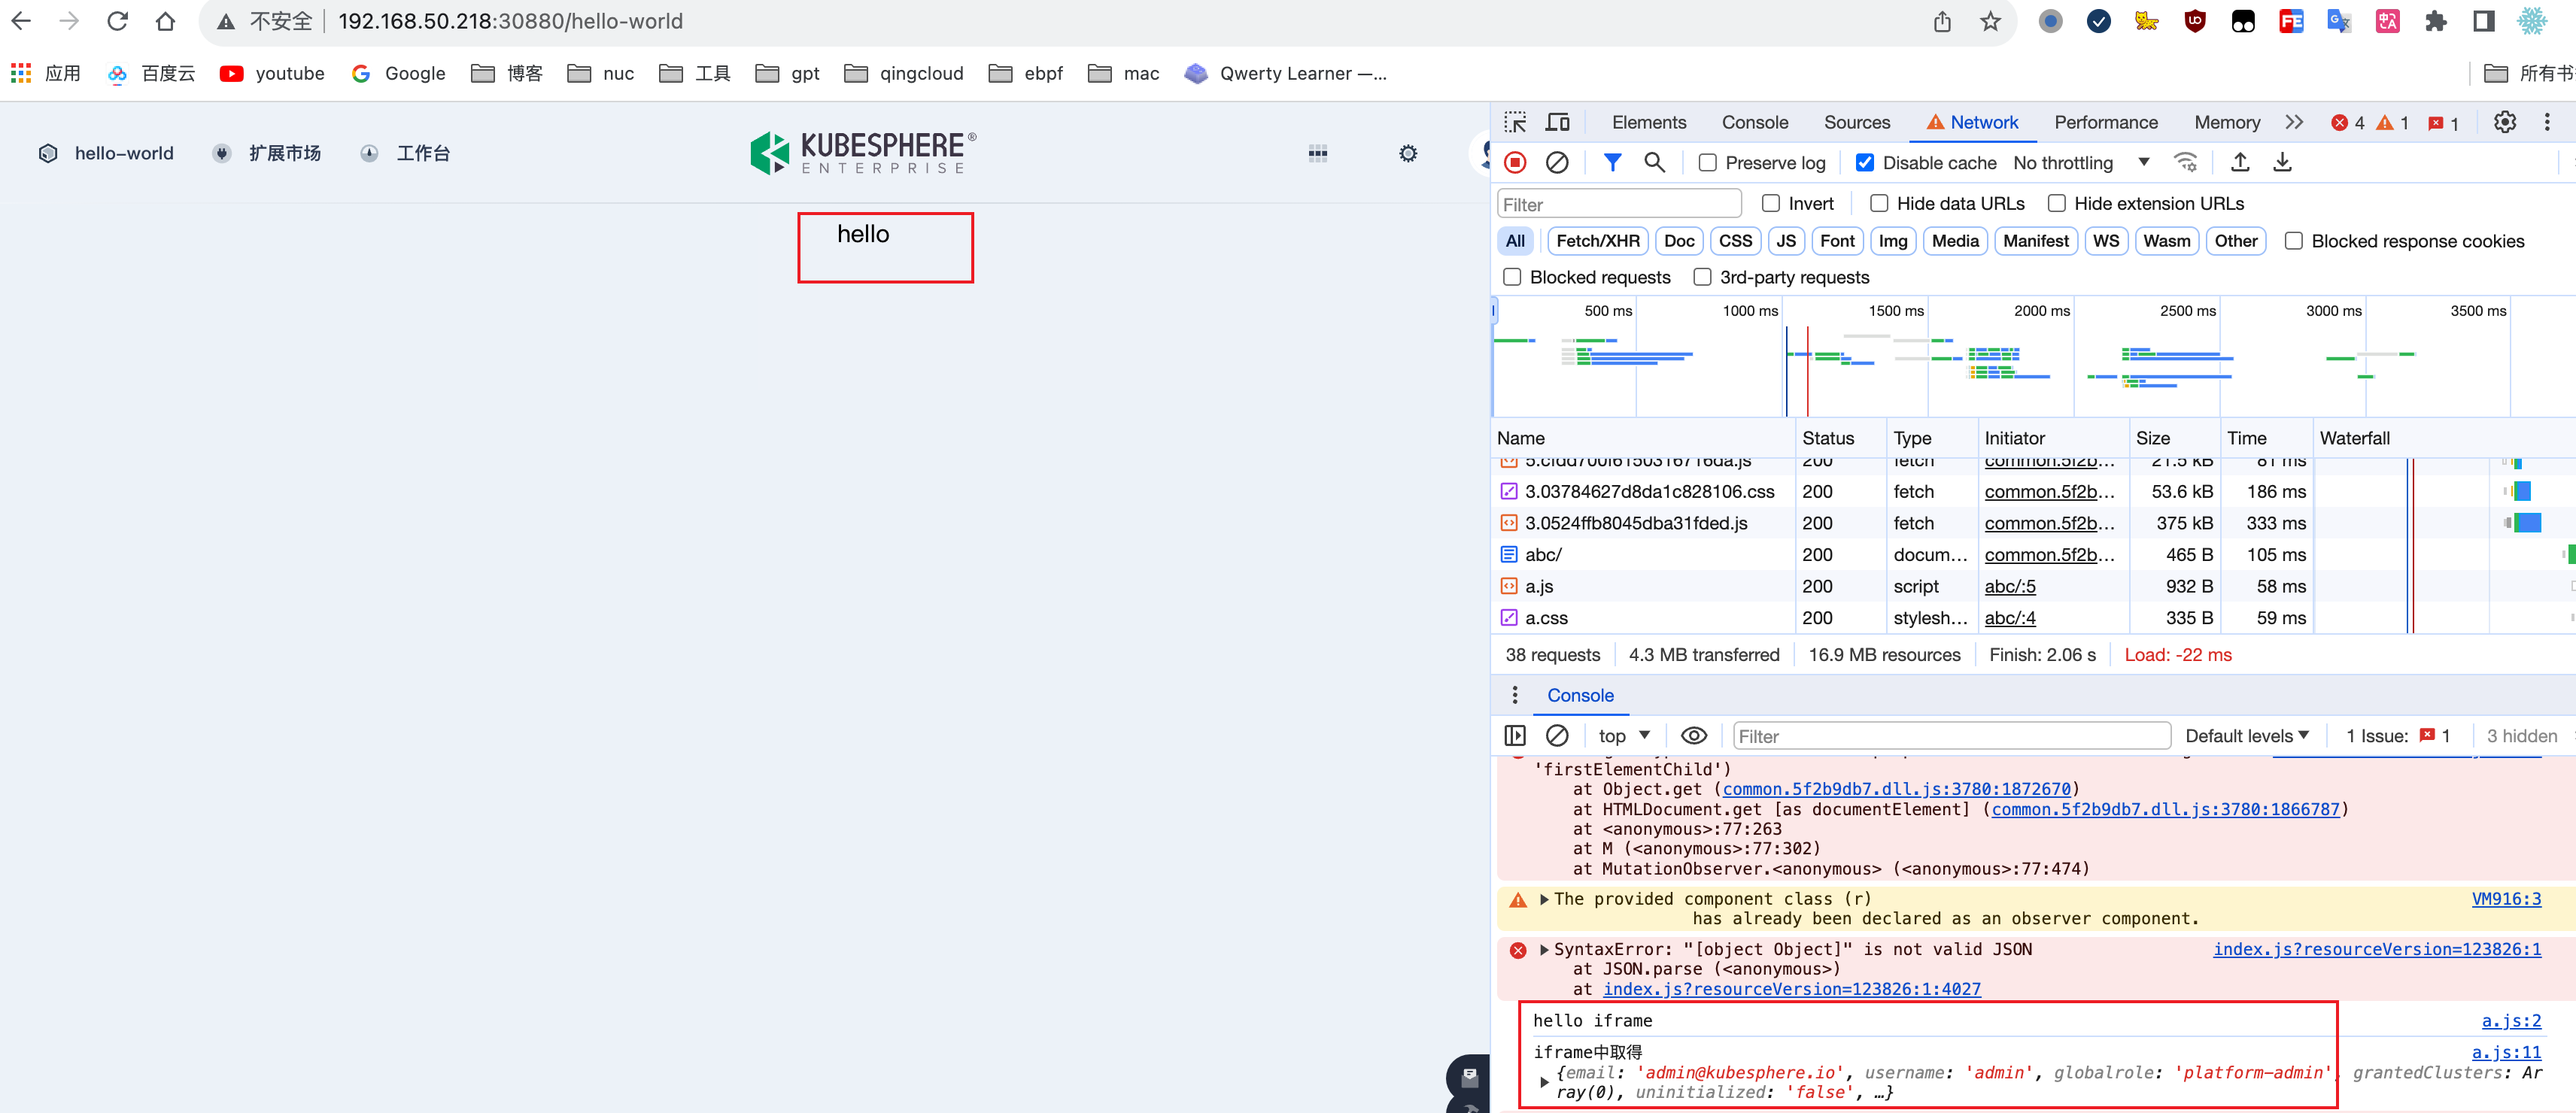 不安全 192.168.50.218:30880/hello-world
应用 百度云 youtube Google 博客 nuc 工具 gpt qingcloud ebpf mac Qwerty Learner —... 所有书
hello-world 扩展市场 工作台 KUBESPHERE®
ENTERPRISE
hello
Elements Console Sources Network Performance Memory 4 1 1
Preserve log Disable cache No throttling
Filter Invert Hide data URLs Hide extension URLs
All Fetch/XHR Doc CSS JS Font Img Media Manifest WS Wasm Other Blocked response cookies
Blocked requests 3rd-party requests
500 ms 1000 ms 1500 ms 2000 ms 2500 ms 3000 ms 3500 ms
Name Status Type Initiator Size Time Waterfall
200 fetch common.5f2b... 21.5 kB 81 ms
3.03784627d8da1c828106.css 200 fetch common.5f2b... 53.6 kB 186 ms
3.0524ffb8045dba31fded.js 200 fetch common.5f2b... 375 kB 333 ms
abc/ 200 docum... common.5f2b... 465 B 105 ms
a.js 200 script abc/:5 932 B 58 ms
a.css 200 stylesh... abc/:4 335 B 59 ms
38 requests 4.3 MB transferred 16.9 MB resources Finish: 2.06 s Load: -22 ms
Console
top Filter Default levels 1 Issue: 1 3 hidden
'firstElementChild')
at Object.get (common.5f2b9db7.dll.js:3780:1872670)
at HTMLDocument.get [as documentElement] (common.5f2b9db7.dll.js:3780:1866787)
at <anonymous>:77:263
at M (<anonymous>:77:302)
at MutationObserver.<anonymous> (<anonymous>:77:474)
The provided component class (r) VM916:3
has already been declared as an observer component.
SyntaxError: "[object Object]" is not valid JSON index.js?resourceVersion=123826:1
at JSON.parse (<anonymous>)
at index.js?resourceVersion=123826:1:4027
hello iframe a.js:2
iframe中取得 a.js:11
{email: 'admin@kubesphere.io', username: 'admin', globalrole: 'platform-admin', grantedClusters: Ar
ray(0), uninitialized: 'false', …}